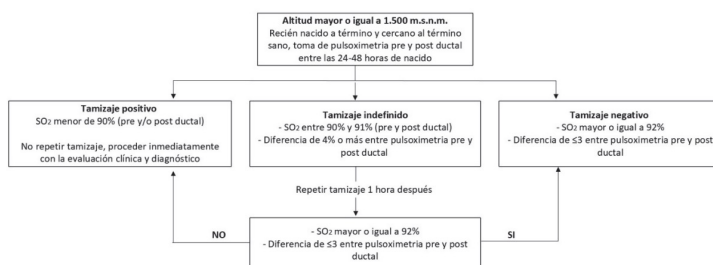 Altitud mayor o igual a 1.500 m.s.n.m.
Recién nacido a término y cercano al término
sano, toma de pulsoximetria pre y post ductal
entre las 24-48 horas de nacido
Tamizaje positivo
SO₂ menor de 90% (pre y/o post ductal)
No repetir tamizaje, proceder inmediatamente
con la evaluación clínica y diagnóstico
Tamizaje indefinido
- SO₂ entre 90% y 91% (pre y post ductal)
- Diferencia de 4% o más entre pulsoximetria pre y
post ductal
Tamizaje negativo
- SO₂ mayor o igual a 92%
- Diferencia de ≤3 entre pulsoximetria pre y post
ductal
Repetir tamizaje 1 hora después
NO
- SO₂ mayor o igual a 92%
- Diferencia de ≤3 entre pulsoximetria pre y post
ductal
SI